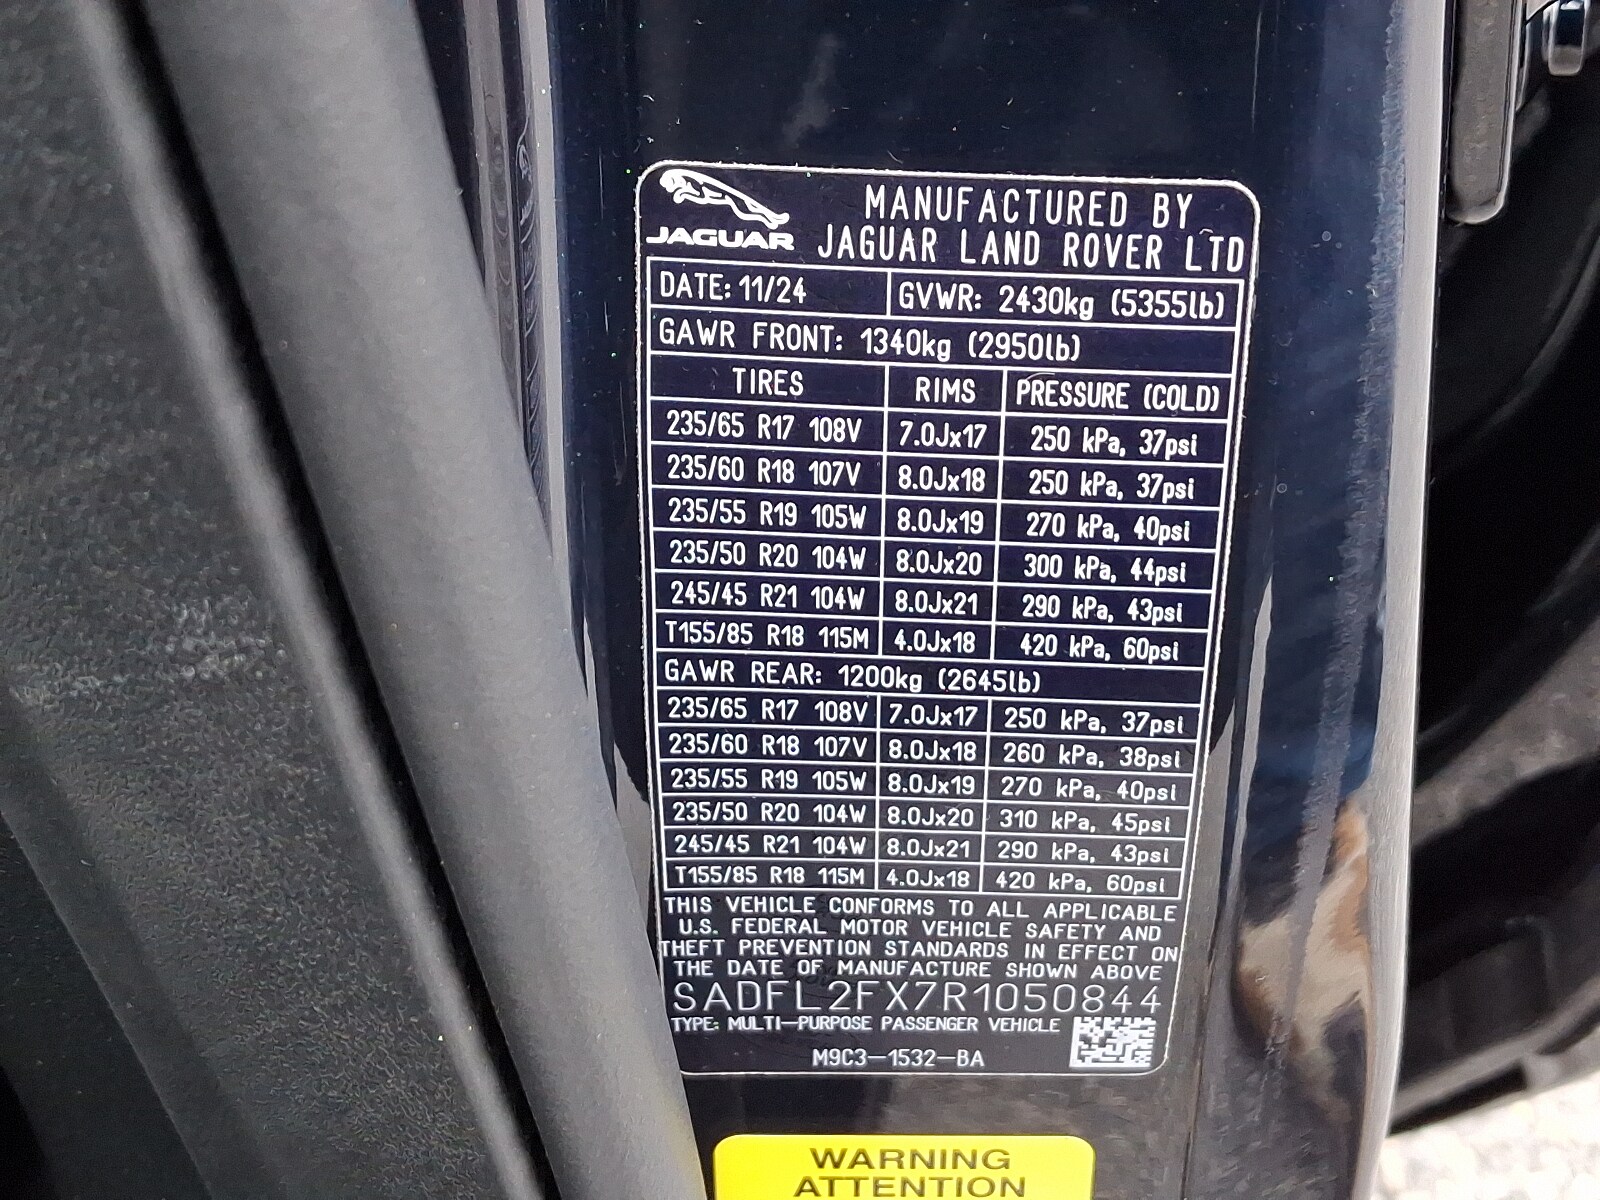 JAGUAR
MANUFACTURED BY
JAGUAR LAND ROVER LTD
DATE: 11/24 GVWR: 2430kg (5355lb)
GAWR FRONT: 1340kg (2950lb)
TIRES RIMS PRESSURE (COLD)
235/65 R17 108V 7.0Jx17 250 kPa, 37psi
235/60 R18 107V 8.0Jx18 250 kPa, 37psi
235/55 R19 105W 8.0Jx19 270 kPa, 40psi
235/50 R20 104W 8.0Jx20 300 kPa, 44psi
245/45 R21 104W 8.0Jx21 290 kPa, 43psi
T155/85 R18 115M 4.0Jx18 420 kPa, 60psi
GAWR REAR: 1200kg (2645lb)
235/65 R17 108V 7.0Jx17 250 kPa, 37psi
235/60 R18 107V 8.0Jx18 260 kPa, 38psi
235/55 R19 105W 8.0Jx19 270 kPa, 40psi
235/50 R20 104W 8.0Jx20 310 kPa, 45psi
245/45 R21 104W 8.0Jx21 290 kPa, 43psi
T155/85 R18 115M 4.0Jx18 420 kPa, 60psi
THIS VEHICLE CONFORMS TO ALL APPLICABLE
U.S. FEDERAL MOTOR VEHICLE SAFETY AND
THEFT PREVENTION STANDARDS IN EFFECT ON
THE DATE OF MANUFACTURE SHOWN ABOVE
SADFL2FX7R1050844
TYPE: MULTI-PURPOSE PASSENGER VEHICLE
M9C3-1532-BA
WARNING
ATTENTION